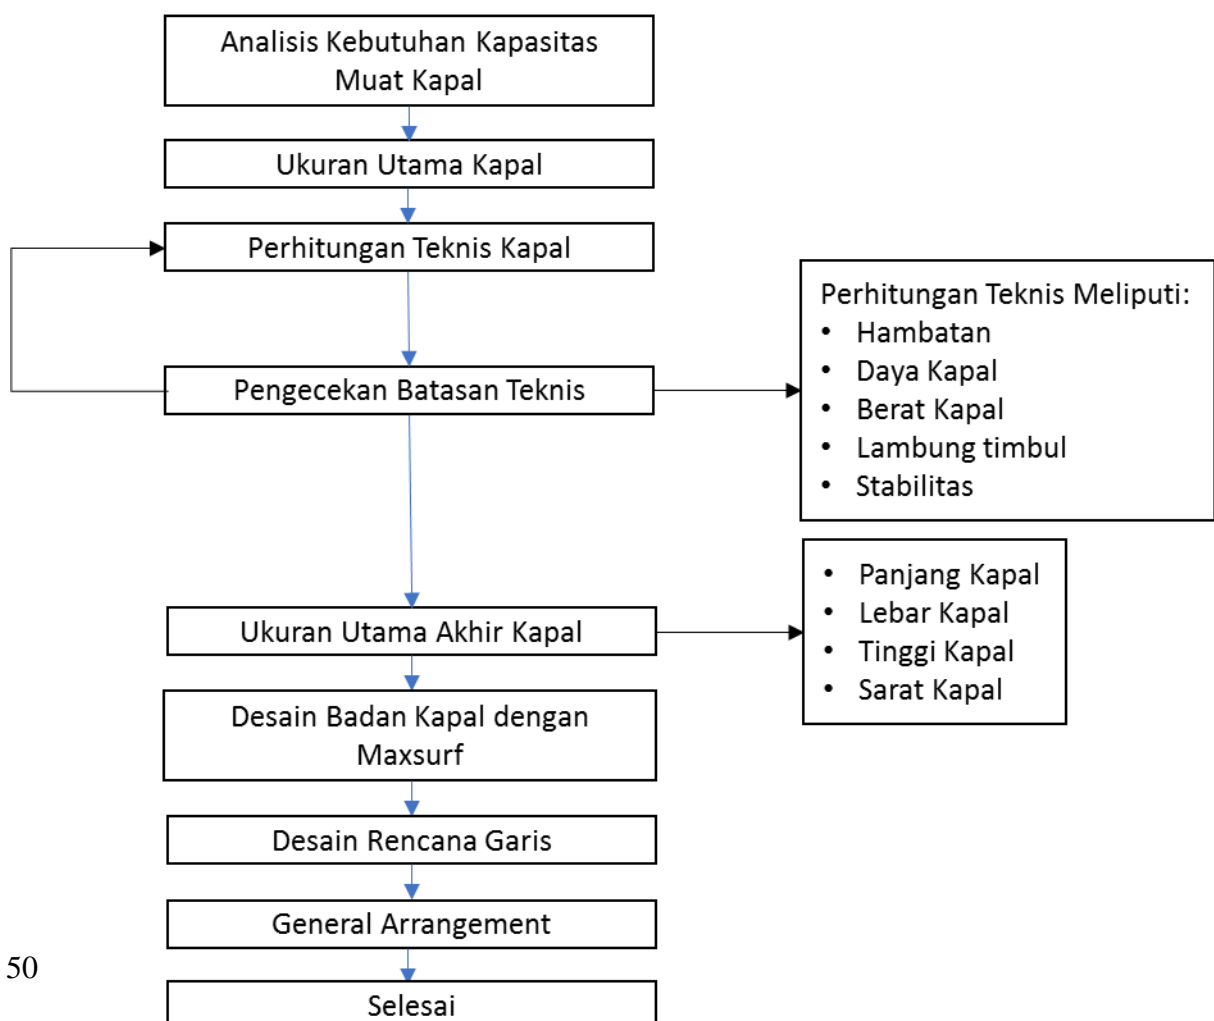 Analisis Kebutuhan Kapasitas
Muat Kapal
Ukuran Utama Kapal
Perhitungan Teknis Kapal
Pengecekan Batasan Teknis
Perhitungan Teknis Meliputi:
• Hambatan
• Daya Kapal
• Berat Kapal
• Lambung timbul
• Stabilitas
Ukuran Utama Akhir Kapal
• Panjang Kapal
• Lebar Kapal
• Tinggi Kapal
• Sarat Kapal
Desain Badan Kapal dengan
Maxsurf
Desain Rencana Garis
General Arrangement
50
Selesai